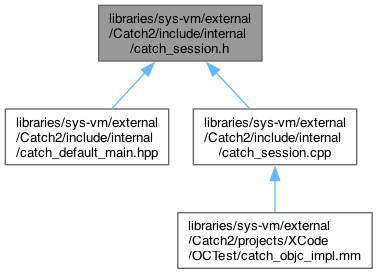 libraries/sys-vm/external
/Catch2/include/internal
/catch_session.h
libraries/sys-vm/external
/Catch2/include/internal
/catch_default_main.hpp
libraries/sys-vm/external
/Catch2/include/internal
/catch_session.cpp
libraries/sys-vm/external
/Catch2/projects/XCode
/OCTest/catch_objc_impl.mm